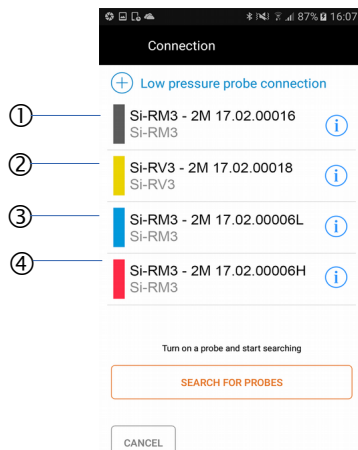 87% 16:07
Connection
Low pressure probe connection
① Si-RM3 - 2M 17.02.00016
Si-RM3
② Si-RV3 - 2M 17.02.00018
Si-RV3
③ Si-RM3 - 2M 17.02.00006L
Si-RM3
④ Si-RM3 - 2M 17.02.00006H
Si-RM3
Turn on a probe and start searching
SEARCH FOR PROBES
CANCEL